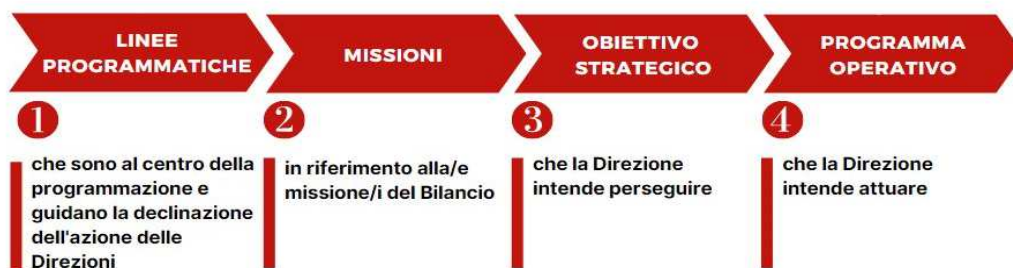 LINEE
PROGRAMMATICHE
MISSIONI
OBIETTIVO
STRATEGICO
PROGRAMMA
OPERATIVO
1
che sono al centro della
programmazione e
guidano la declinazione
dell'azione delle
Direzioni
2
in riferimento alla/e
missione/i del Bilancio
3
che la Direzione
intende perseguire
4
che la Direzione
intende attuare